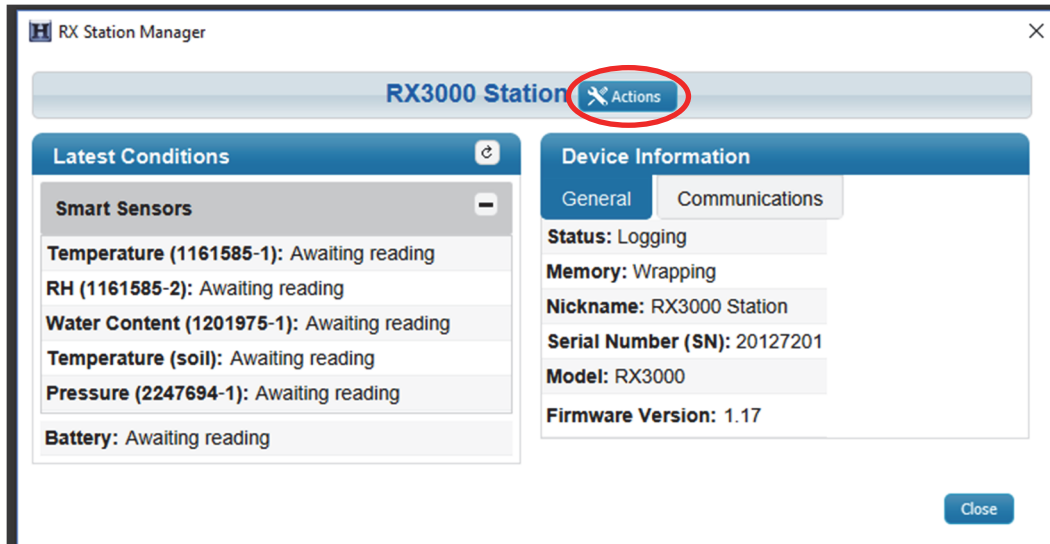 RX Station Manager
RX3000 Station
Actions
Latest Conditions
Smart Sensors
Temperature (1161585-1): Awaiting reading
RH (1161585-2): Awaiting reading
Water Content (1201975-1): Awaiting reading
Temperature (soil): Awaiting reading
Pressure (2247694-1): Awaiting reading
Battery: Awaiting reading
Device Information
General
Communications
Status: Logging
Memory: Wrapping
Nickname: RX3000 Station
Serial Number (SN): 20127201
Model: RX3000
Firmware Version: 1.17
Close